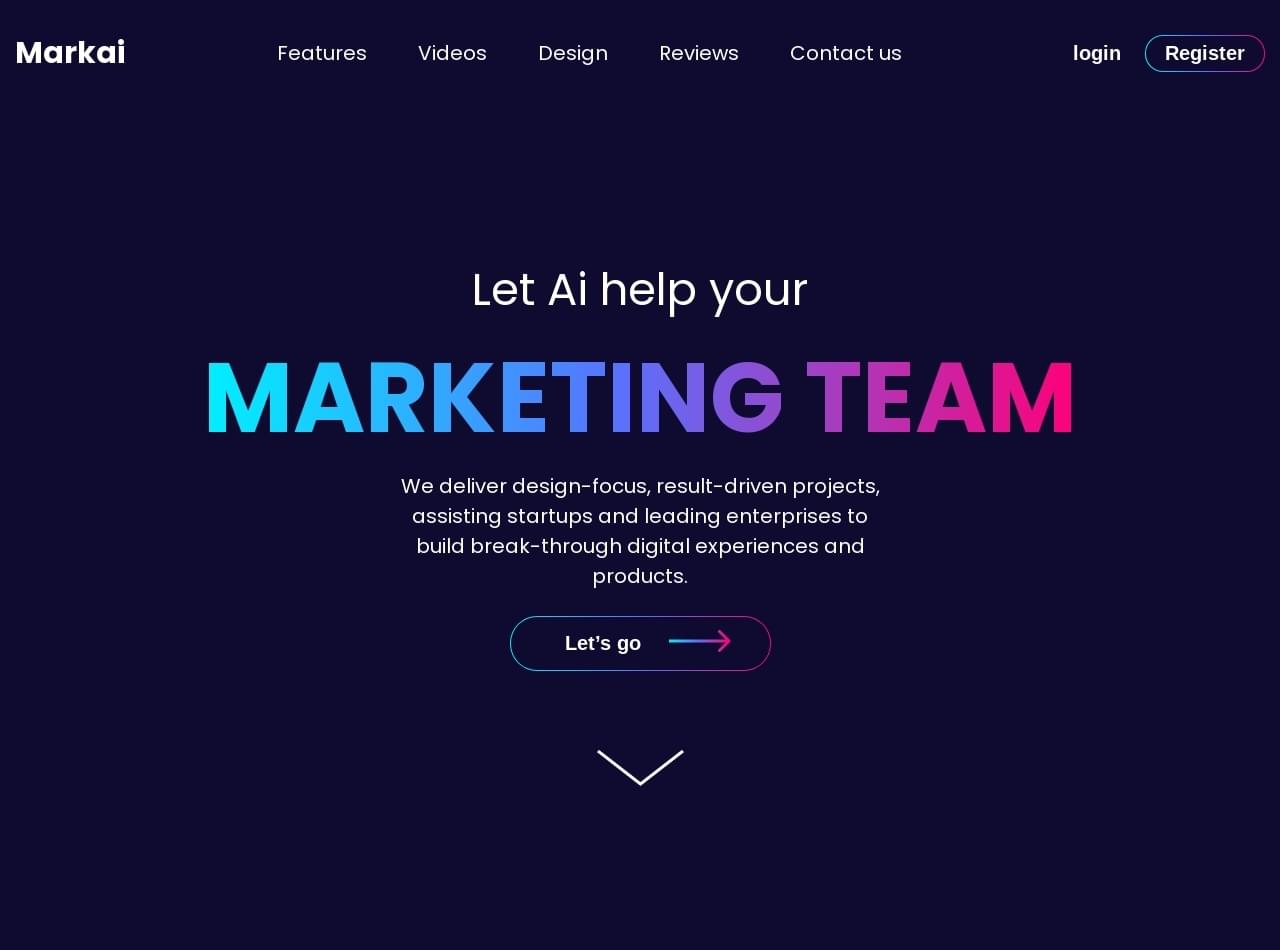 Markai
Features
Videos
Design
Reviews
Contact us
login
Register
Let Ai help your
MARKETING TEAM
We deliver design-focus, result-driven projects,
assisting startups and leading enterprises to
build break-through digital experiences and
products.
Let’s go